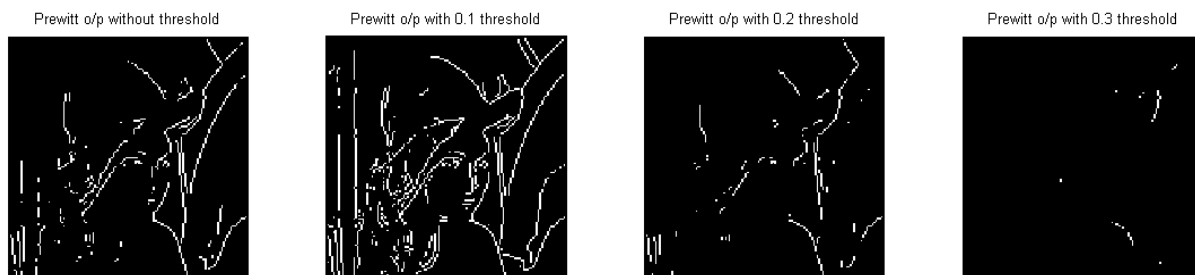 Prewitt o/p without threshold
Prewitt o/p with 0.1 threshold
Prewitt o/p with 0.2 threshold
Prewitt o/p with 0.3 threshold